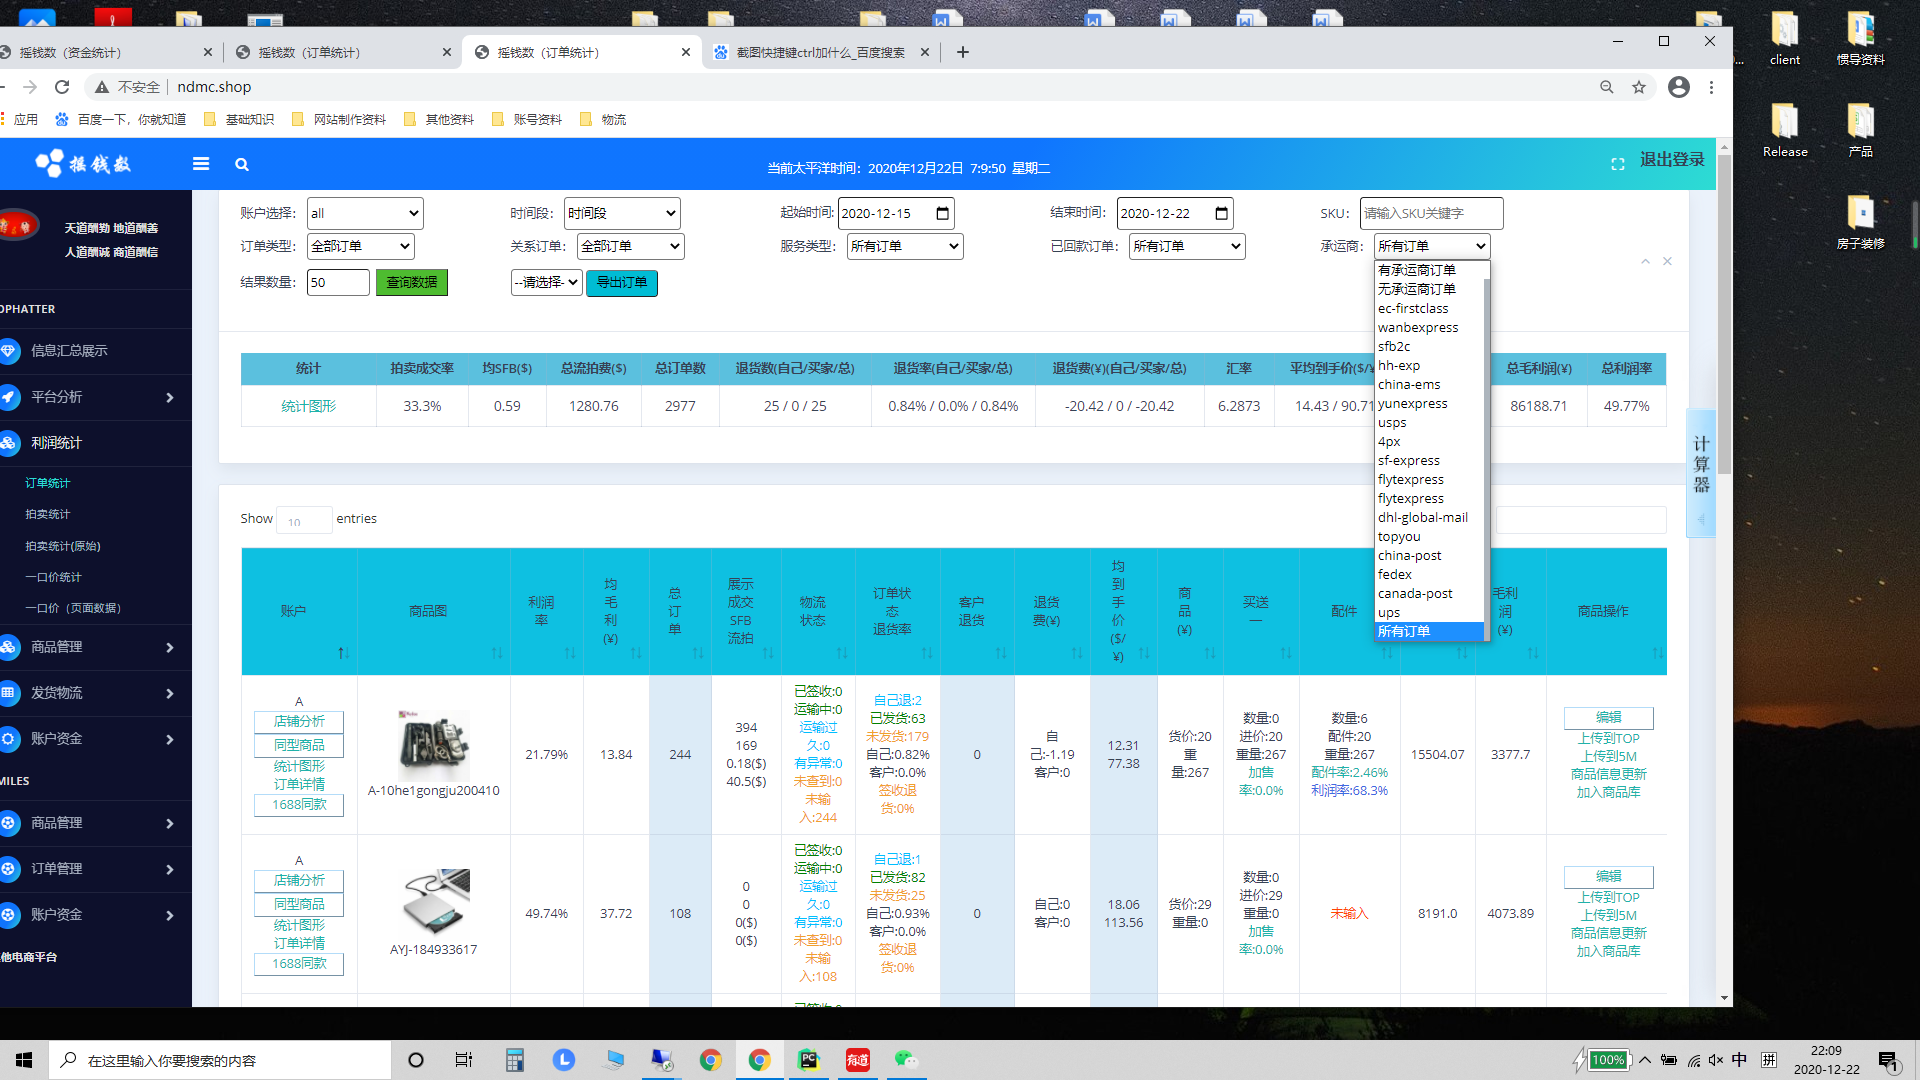 摇钱数（资金统计）
摇钱数（订单统计）
摇钱数（订单统计）
截图快捷键ctrl加什么_百度搜索
不安全
ndmc.shop
应用
百度一下，你就知道
基础知识
网站制作资料
其他资料
账号资料
物流
client
惯导资料
Release
产品
房子装修
摇钱数
当前太平洋时间：2020年12月22日 7:9:50 星期二
退出登录
天道酬勤 地道酬善
人道酬诚 商道酬信
OPHATTER
信息汇总展示
平台分析
利润统计
订单统计
拍卖统计
拍卖统计(原始)
一口价统计
一口价（页面数据）
商品管理
发货物流
账户资金
MILES
商品管理
订单管理
账户资金
他电商平台
账户选择: all
时间段: 时间段
起始时间: 2020-12-15
结束时间: 2020-12-22
SKU: 请输入SKU关键字
订单类型: 全部订单
关系订单: 全部订单
服务类型: 所有订单
已回款订单: 所有订单
承运商: 所有订单
结果数量: 50 查询数据
--请选择- 导出订单
有承运商订单
无承运商订单
ec-firstclass
wanbexpress
sfb2c
hh-exp
china-ems
yunexpress
usps
4px
sf-express
flytexpress
flytexpress
dhl-global-mail
topyou
china-post
fedex
canada-post
ups
所有订单
统计 拍卖成交率 均SFB($) 总流拍费($) 总订单数 退货数(自己/买家/总) 退货率(自己/买家/总) 退货费(¥)(自己/买家/总) 汇率 平均到手价($/¥ 总毛利润(¥) 总利润率
统计图形 33.3% 0.59 1280.76 2977 25 / 0 / 25 0.84% / 0.0% / 0.84% -20.42 / 0 / -20.42 6.2873 14.43 / 90.71 86188.71 49.77%
计算器
Show 10 entries
账户
商品图
利润率
均毛利(¥)
总订单
展示成交SFB流拍
物流状态
订单状态退货率
客户退货
退货费(¥)
均到手价($/¥)
商品(¥)
买送一
配件
毛利润(¥)
商品操作
A
店铺分析
同型商品
统计图形
订单详情
1688同款
A-10he1gongju200410
21.79%
13.84
244
394
169
0.18($)
40.5($)
已签收:0
运输中:0
运输过
久:0
有异常:0
未查到:0
未输
入:244
自己退:2
已发货:63
未发货:179
自己:0.82%
客户:0.0%
签收退
货:0%
0
自
己:-1.19
客户:0
12.31
77.38
货价:20
重
量:267
数量:0
进价:20
重量:267
加售
率:0.0%
数量:6
配件:20
重量:267
配件率:2.46%
利润率:68.3%
15504.07
3377.7
编辑
上传到TOP
上传到5M
商品信息更新
加入商品库
A
店铺分析
同型商品
统计图形
订单详情
1688同款
AYJ-184933617
49.74%
37.72
108
0
0
0($)
0($)
已签收:0
运输中:0
运输过
久:0
有异常:0
未查到:0
未输
入:108
自己退:1
已发货:82
未发货:25
自己:0.93%
客户:0.0%
签收退
货:0%
0
自己:0
客户:0
18.06
113.56
货价:29
重量:0
数量:0
进价:29
重量:0
加售
率:0.0%
未输入
8191.0
4073.89
编辑
上传到TOP
上传到5M
商品信息更新
加入商品库
已签收:0
在这里输入你要搜索的内容
PC
有道
100%
中
拼
22:09
2020-12-22
1